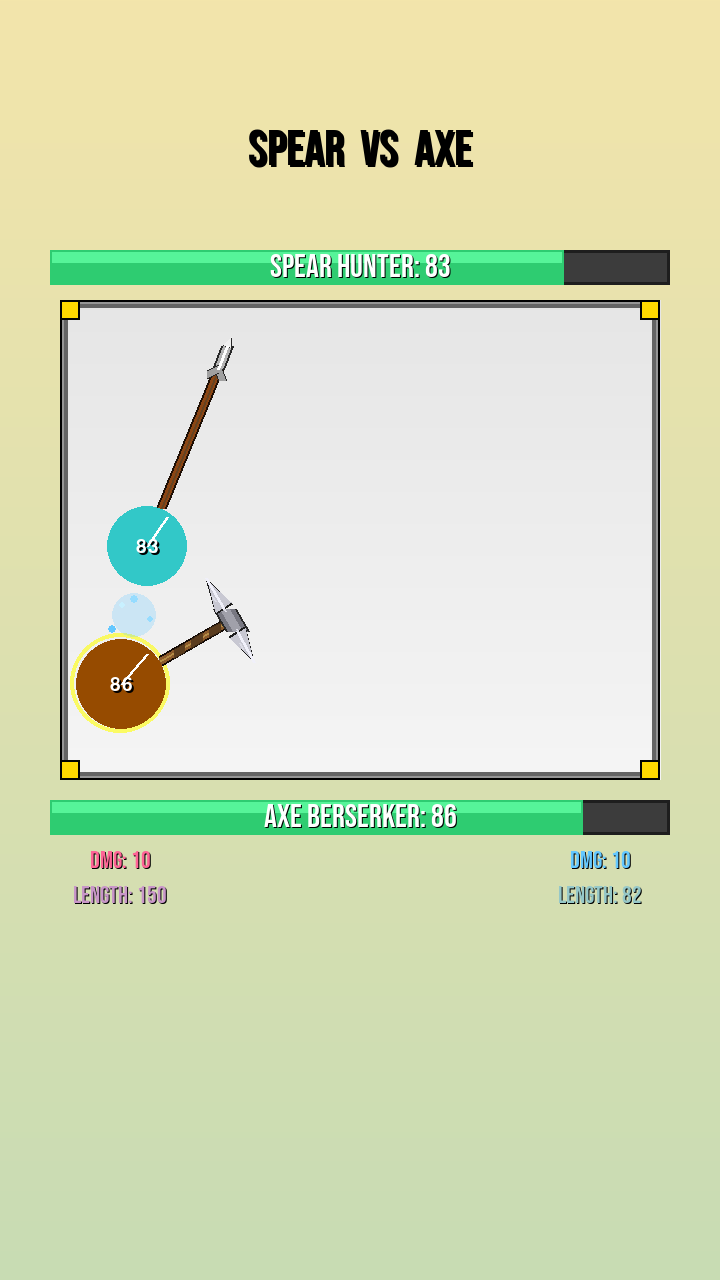 SPEAR VS AXE
SPEAR HUNTER: 83
83
86
AXE BERSERKER: 86
DMG: 10 DMG: 10
LENGTH: 150 LENGTH: 82